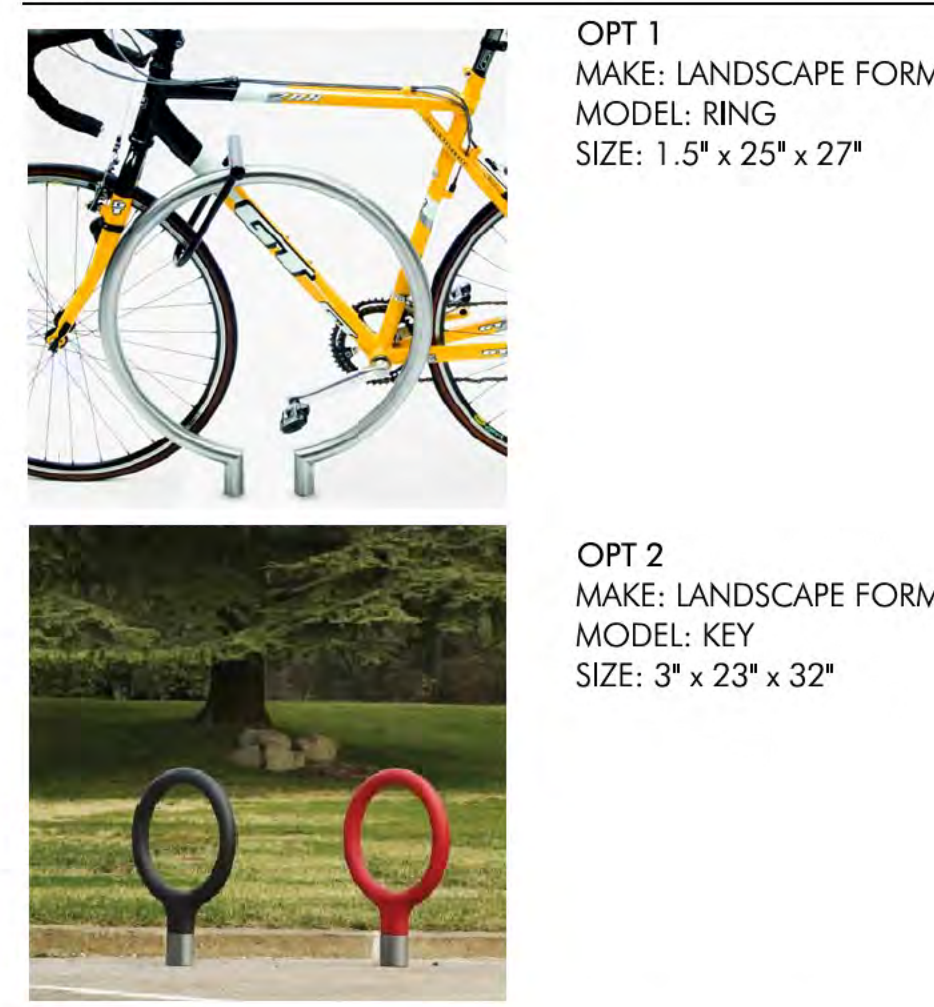 OPT 1
MAKE: LANDSCAPE FORM
MODEL: RING
SIZE: 1.5" x 25" x 27"
GT
OPT 2
MAKE: LANDSCAPE FORM
MODEL: KEY
SIZE: 3" x 23" x 32"